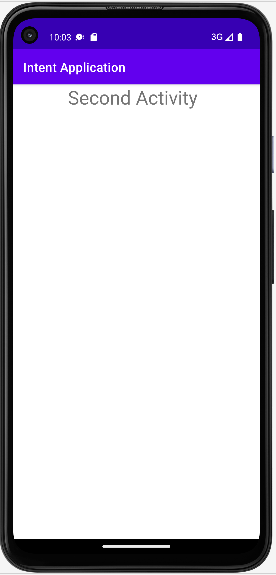 10:03 3G
Intent Application
Second Activity